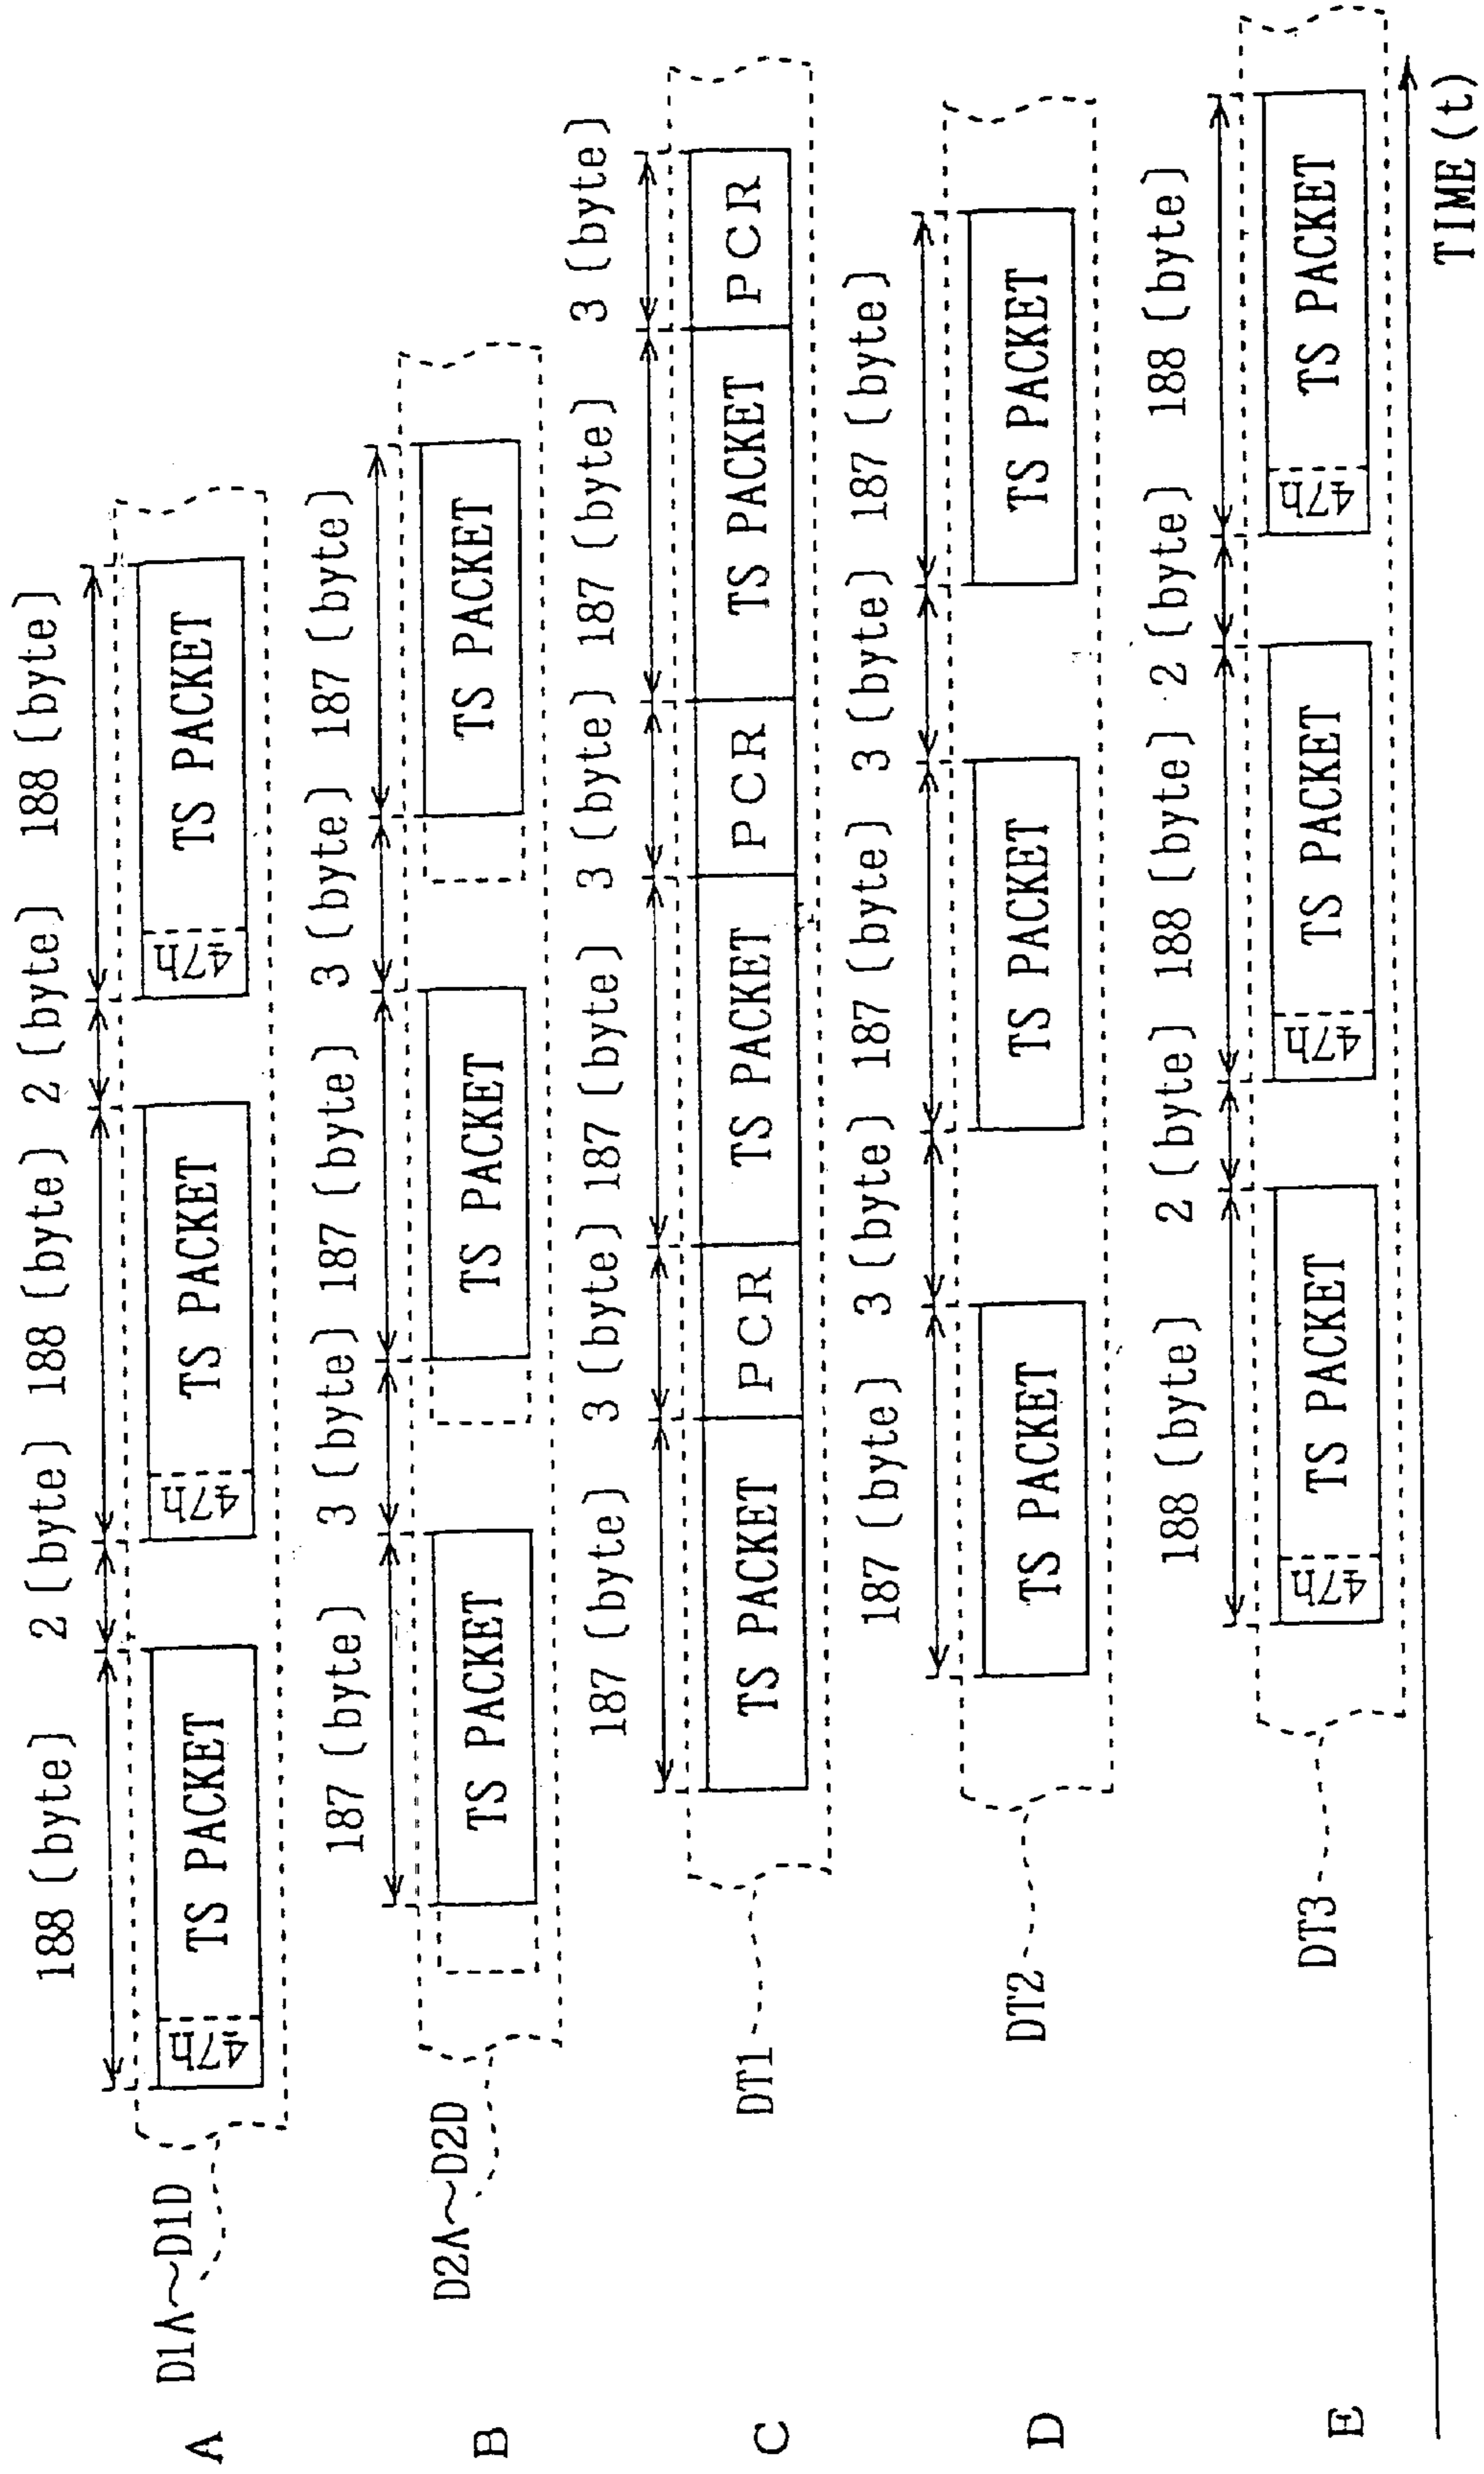 188 (byte) 2 (byte) 188 (byte) 2 (byte) 188 (byte)
A D1A~D1D 47h TS PACKET 47h TS PACKET 47h TS PACKET
187 (byte) 3 (byte) 187 (byte) 3 (byte) 187 (byte)
B D2A~D2D TS PACKET TS PACKET TS PACKET
187 (byte) 3 (byte) 187 (byte) 3 (byte) 187 (byte) 3 (byte)
C DT1 TS PACKET PCR TS PACKET PCR TS PACKET PCR
187 (byte) 3 (byte) 187 (byte) 3 (byte) 187 (byte)
D DT2 TS PACKET TS PACKET TS PACKET
188 (byte) 2 (byte) 188 (byte) 2 (byte) 188 (byte)
E DT3 47h TS PACKET 47h TS PACKET 47h TS PACKET
TIME (t)